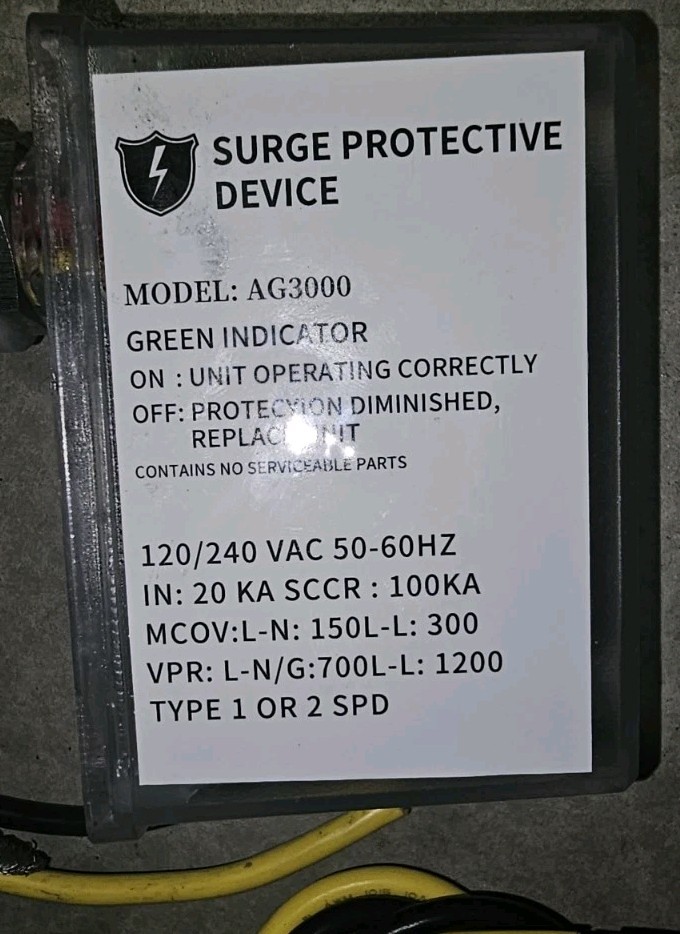 SURGE PROTECTIVE
DEVICE
MODEL: AG3000
GREEN INDICATOR
ON : UNIT OPERATING CORRECTLY
OFF: PROTECYION DIMINISHED,
UNIT
CONTAINS NO SERVICEABLE PARTS
120/240 VAC 50-60HZ
IN: 20 KA SCCR : 100KA
MCOV:L-N: 150L-L: 300
VPR: L-N/G:700L-L: 1200
TYPE 1 OR 2 SPD